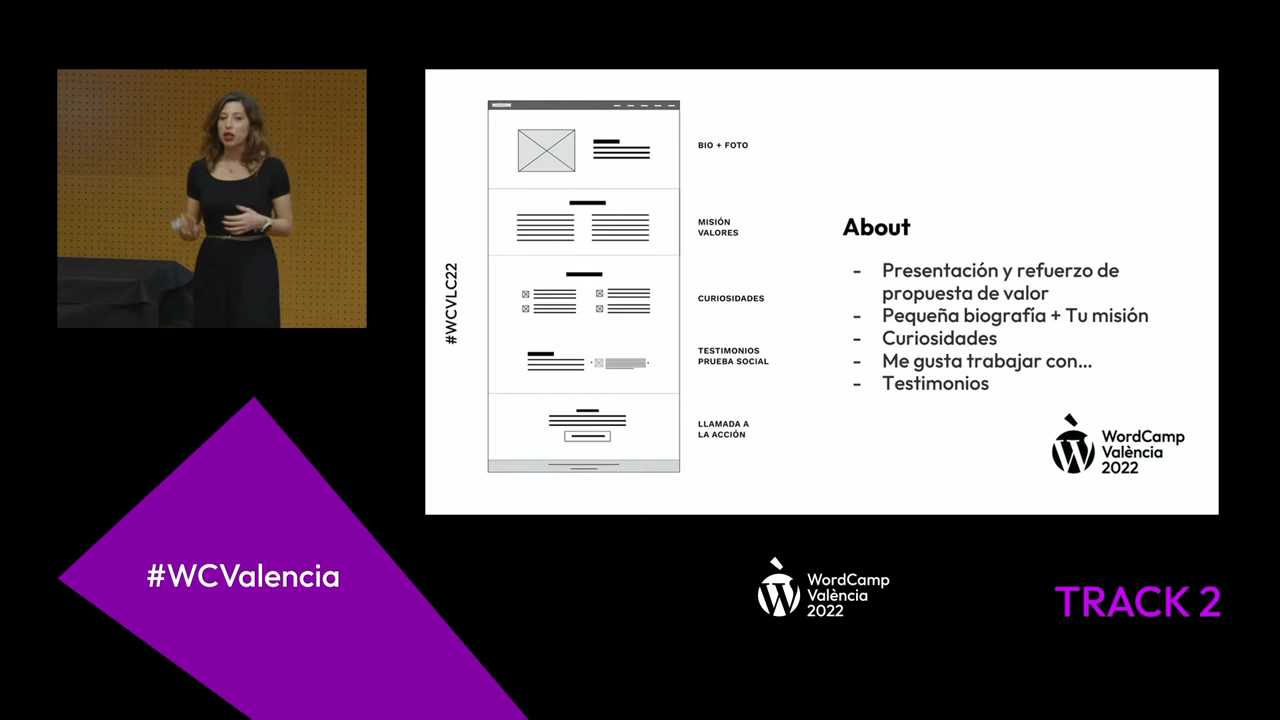 #WCVLC22
BIO + FOTO
MISIÓN
VALORES
CURIOSIDADES
TESTIMONIOS
PRUEBA SOCIAL
LLAMADA A
LA ACCIÓN
About
- Presentación y refuerzo de
propuesta de valor
- Pequeña biografía + Tu misión
- Curiosidades
- Me gusta trabajar con...
- Testimonios
WordCamp
València
2022
#WCValencia
WordCamp
València
2022
TRACK 2